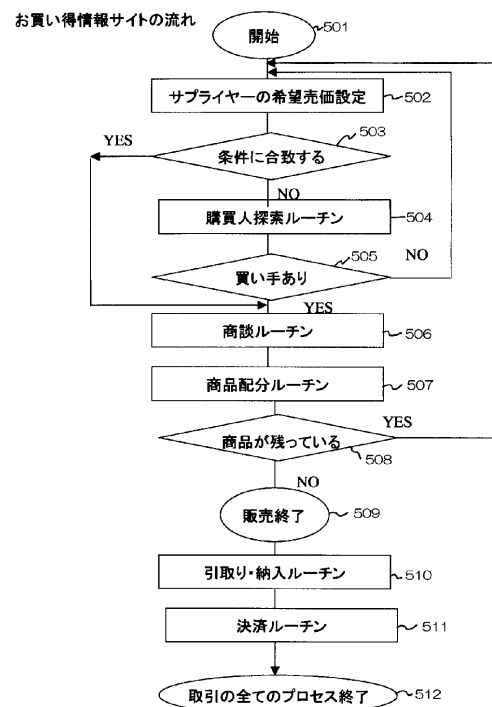 お買い得情報サイトの流れ
開始
501
サプライヤーの希望売価設定
502
503
YES
条件に合致する
NO
購買人探索ルーチン
504
505
NO
買い手あり
YES
商談ルーチン
506
商品配分ルーチン
507
YES
商品が残っている
508
NO
販売終了
509
引取り・納入ルーチン
510
決済ルーチン
511
取引の全てのプロセス終了
512